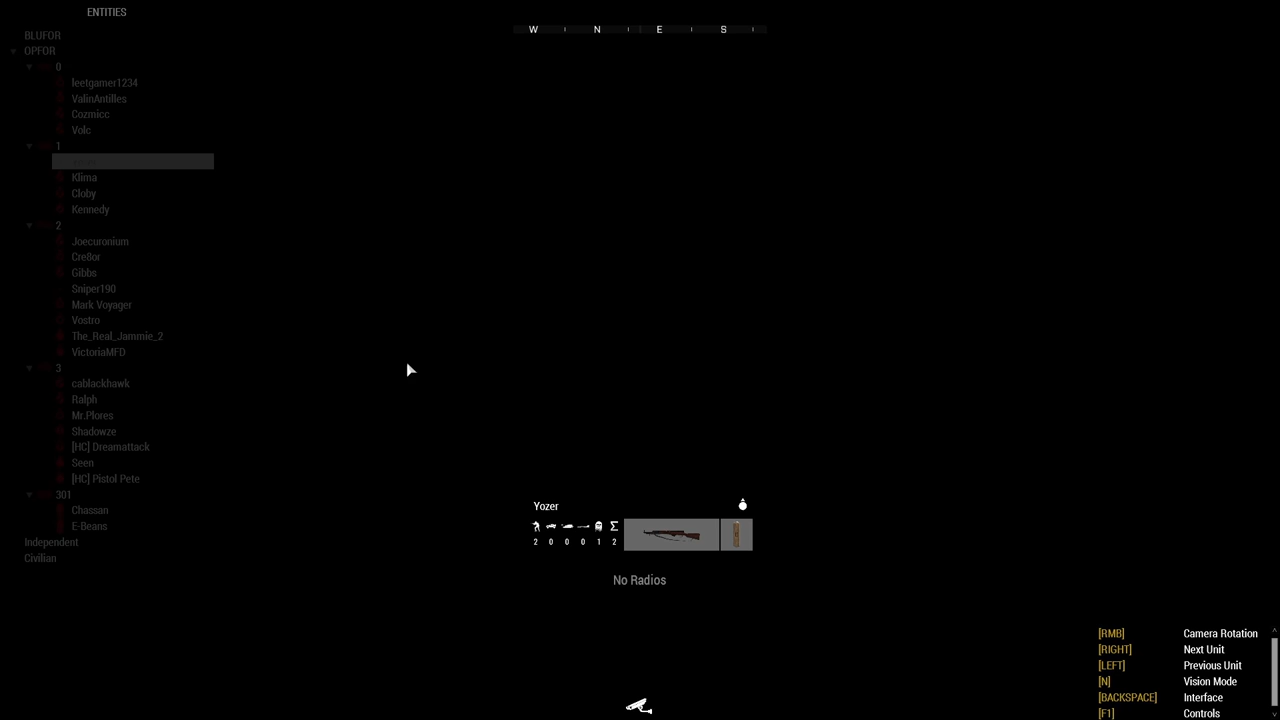 ENTITIES
W N E S
BLUFOR
OPFOR
0
leetgamer1234
ValinAntilles
Cozmicc
Volc
1
Klima
Cloby
Kennedy
2
Joecuronium
Cre8or
Gibbs
Sniper190
Mark Voyager
Vostro
The_Real_Jammie_2
VictoriaMFD
3
cablackhawk
Ralph
Mr.Plores
Shadowze
[HC] Dreamattack
Seen
[HC] Pistol Pete
301
Chassan
E-Beans
Independent
Civilian
Yozer
Σ
2 0 0 0 1 2
No Radios
[RMB] Camera Rotation
[RIGHT] Next Unit
[LEFT] Previous Unit
[N] Vision Mode
[BACKSPACE] Interface
[F1] Controls